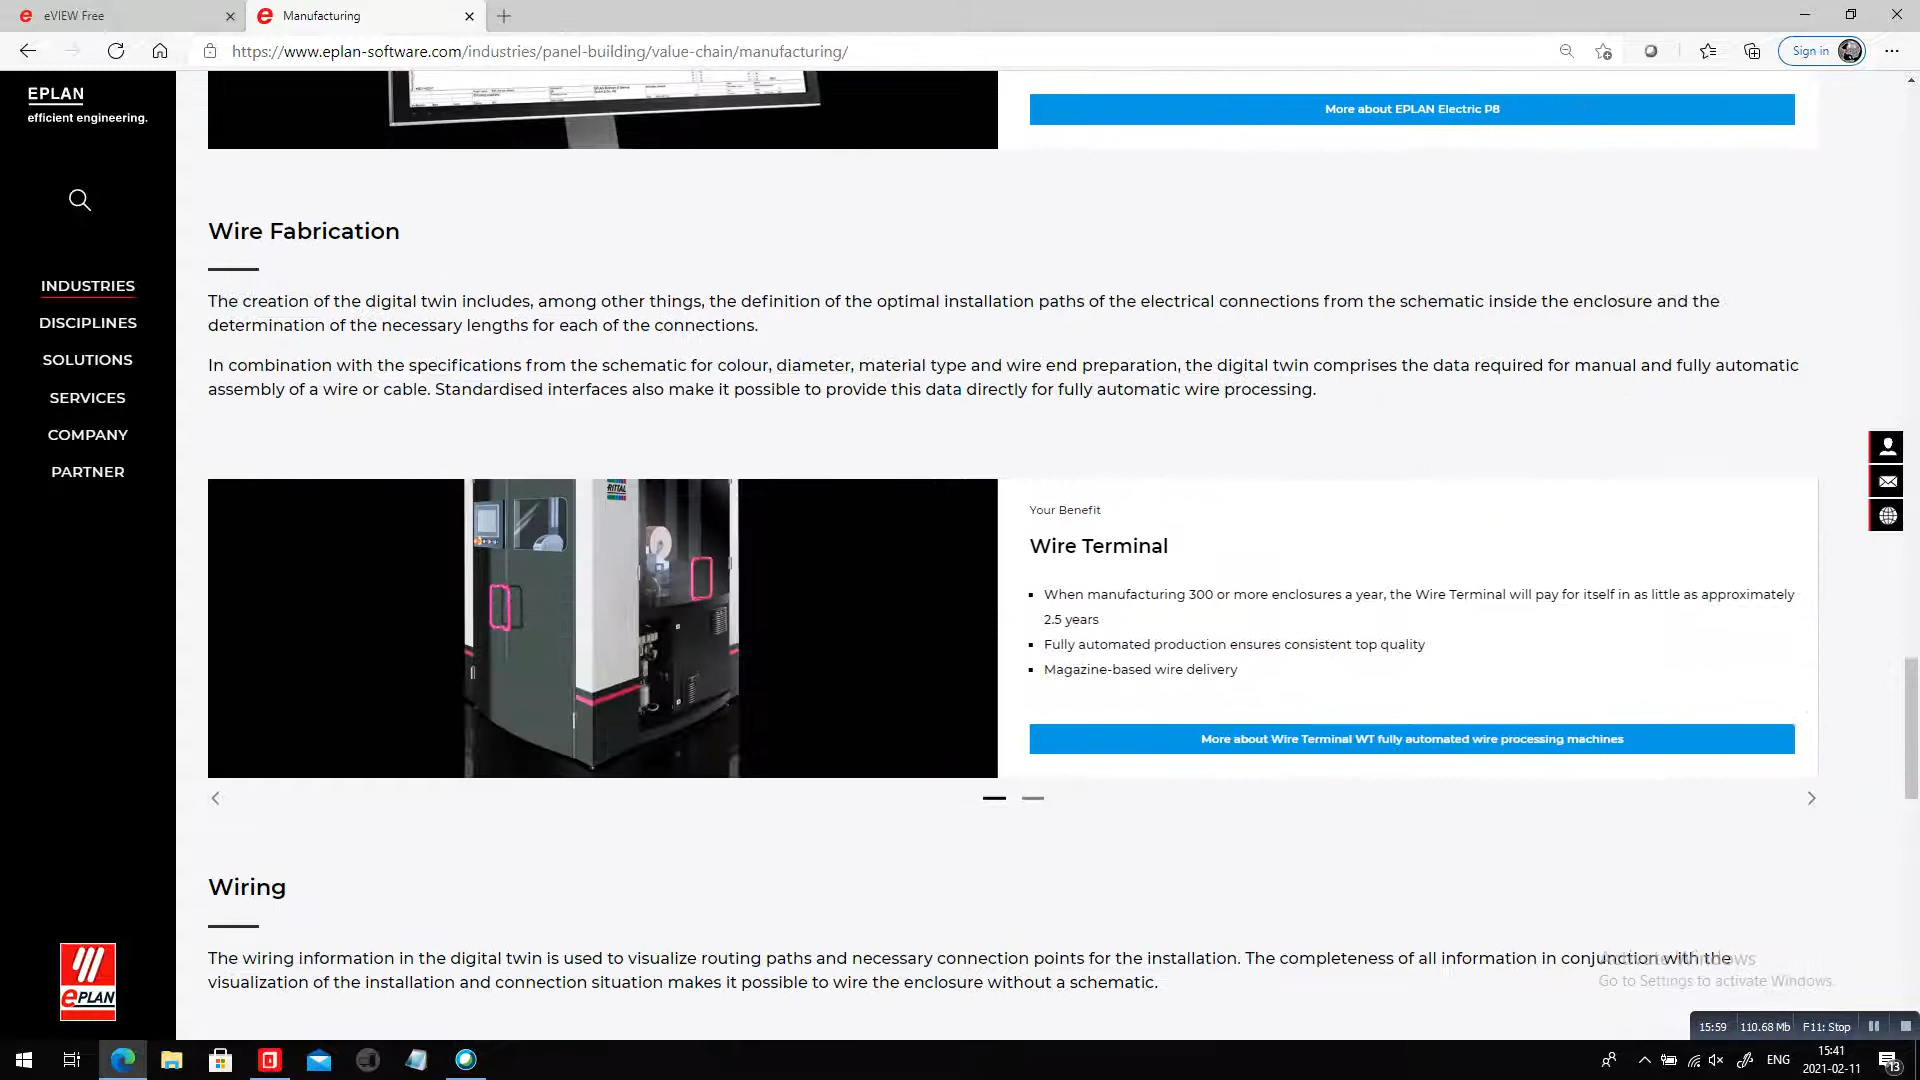 eVIEW Free
Manufacturing
https://www.eplan-software.com/industries/panel-building/value-chain/manufacturing/
Sign in
EPLAN
efficient engineering.
INDUSTRIES
DISCIPLINES
SOLUTIONS
SERVICES
COMPANY
PARTNER
ePLAN
More about EPLAN Electric P8
Wire Fabrication
The creation of the digital twin includes, among other things, the definition of the optimal installation paths of the electrical connections from the schematic inside the enclosure and the
determination of the necessary lengths for each of the connections.
In combination with the specifications from the schematic for colour, diameter, material type and wire end preparation, the digital twin comprises the data required for manual and fully automatic
assembly of a wire or cable. Standardised interfaces also make it possible to provide this data directly for fully automatic wire processing.
RITTAL
Your Benefit
Wire Terminal
When manufacturing 300 or more enclosures a year, the Wire Terminal will pay for itself in as little as approximately
2.5 years
Fully automated production ensures consistent top quality
Magazine-based wire delivery
More about Wire Terminal WT fully automated wire processing machines
Wiring
The wiring information in the digital twin is used to visualize routing paths and necessary connection points for the installation. The completeness of all information in conjunction with the
visualization of the installation and connection situation makes it possible to wire the enclosure without a schematic.
Activate Windows
Go to Settings to activate Windows.
15:59 110.68 Mb F11: Stop
ENG
15:41
2021-02-11
13